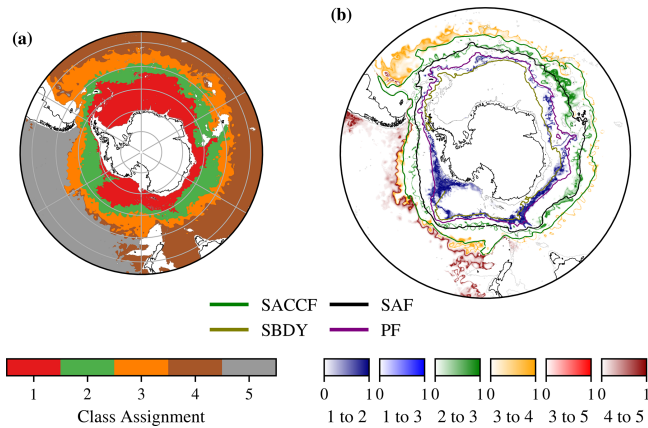 (a)
(b)
SACCF
SAF
SBDY
PF
1 2 3 4 5
Class Assignment
0 1 0 1 0 1 0 1 0 1 0 1
1 to 2 1 to 3 2 to 3 3 to 4 3 to 5 4 to 5